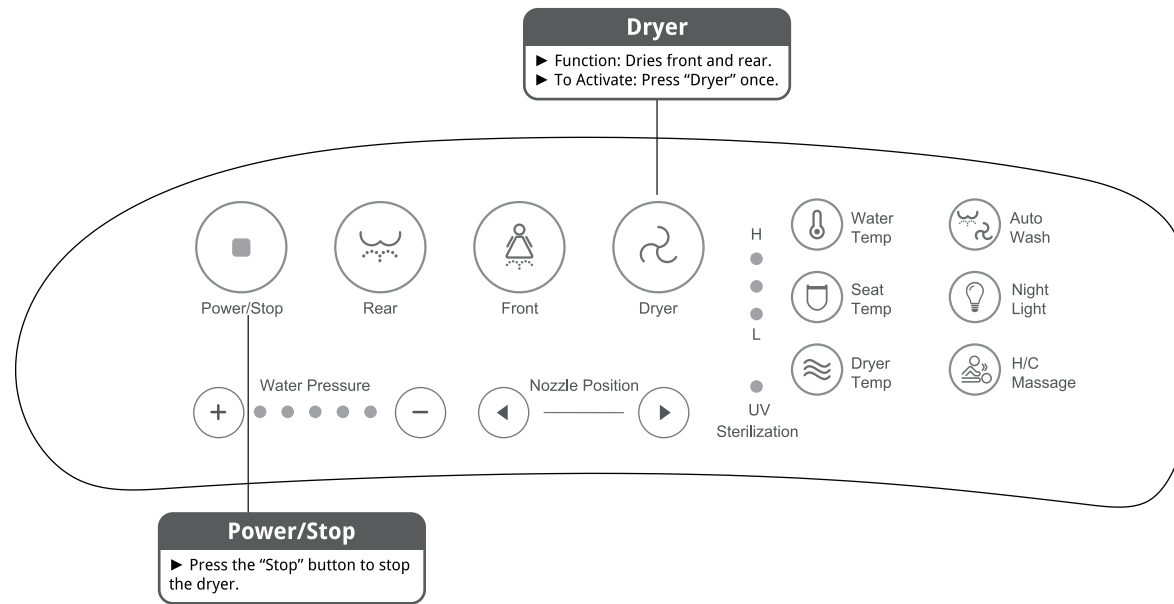 Dryer
► Function: Dries front and rear.
► To Activate: Press “Dryer” once.
Power/Stop
Rear
Front
Dryer
H
L
Water
Temp
Auto
Wash
Seat
Temp
Night
Light
Dryer
Temp
H/C
Massage
Water Pressure
+
−
Nozzle Position
UV
Sterilization
Power/Stop
► Press the “Stop” button to stop
the dryer.